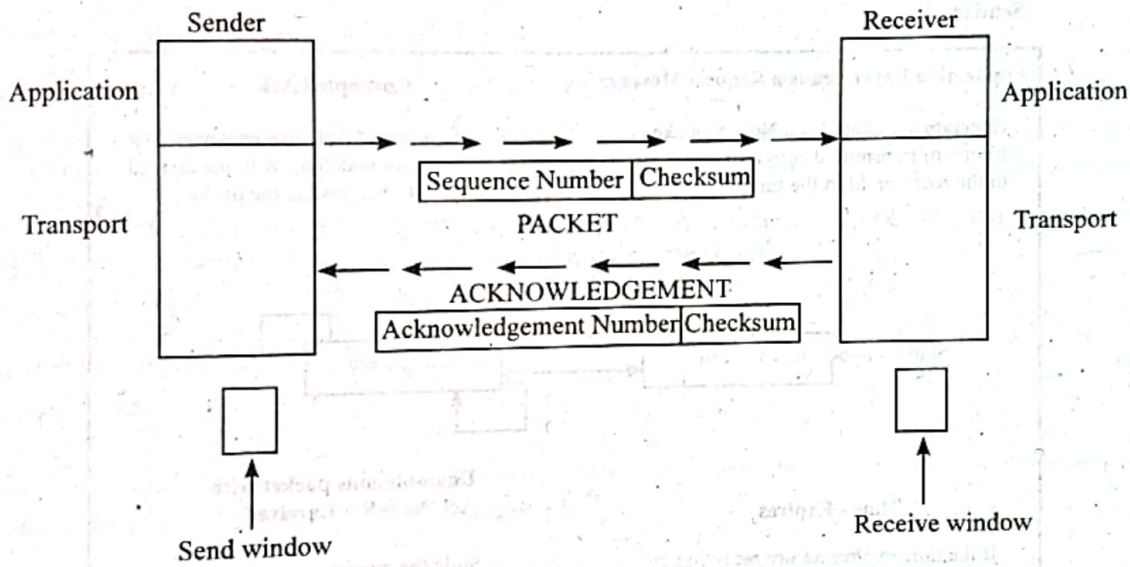 Sender
Receiver
Application
Application
Sequence Number Checksum
PACKET
Transport
Transport
ACKNOWLEDGEMENT
Acknowledgement Number Checksum
Send window
Receive window